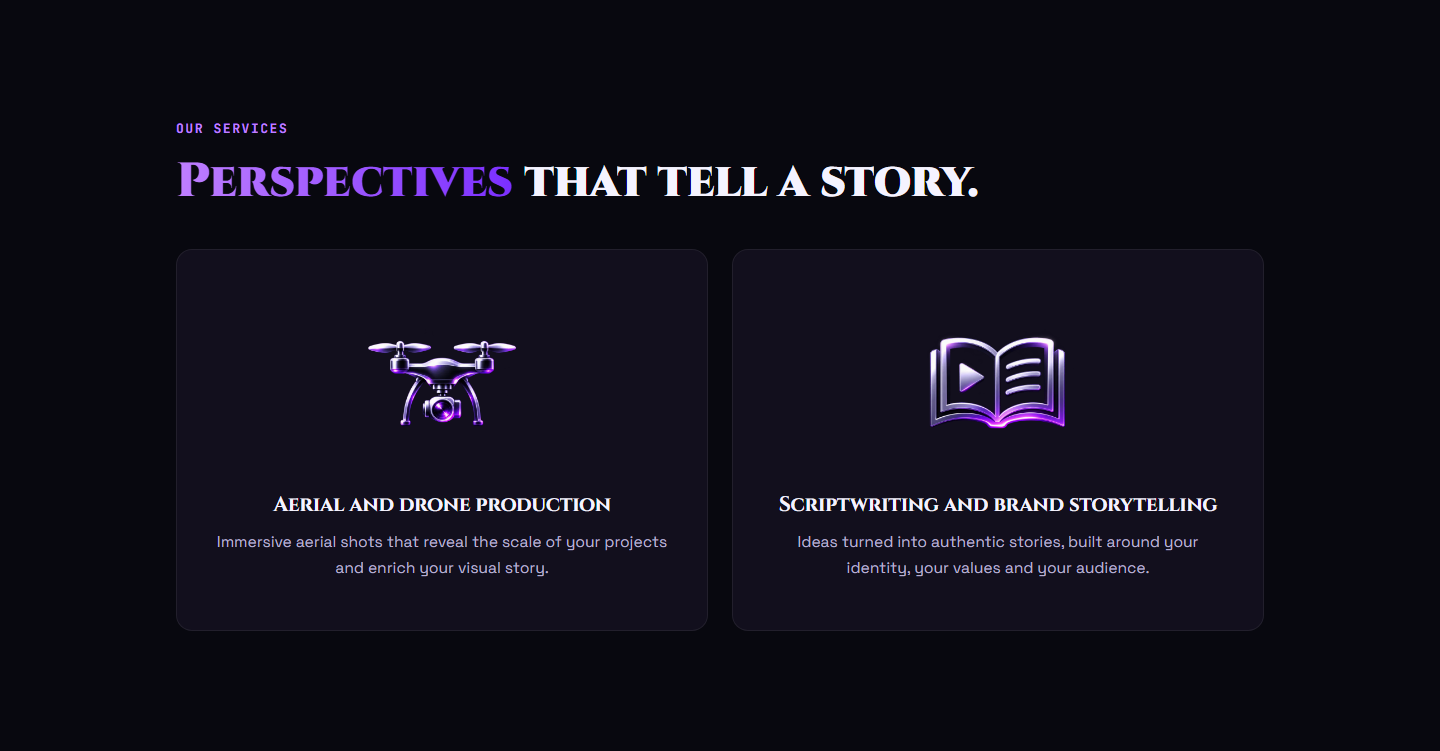 OUR SERVICES
Perspectives that tell a story.
Aerial and drone production
Immersive aerial shots that reveal the scale of your projects
and enrich your visual story.
Scriptwriting and brand storytelling
Ideas turned into authentic stories, built around your
identity, your values and your audience.